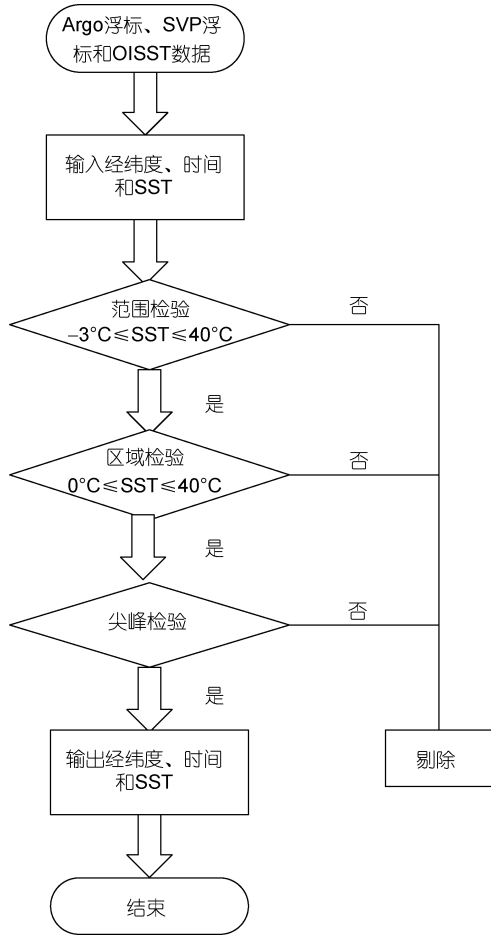 Argo浮标、SVP浮
标和OISST数据
输入经纬度、时间
和SST
范围检验
–3°C≤SST≤40°C
否
是
区域检验
0°C≤SST≤40°C
否
是
尖峰检验
否
是
输出经纬度、时间
和SST
剔除
结束